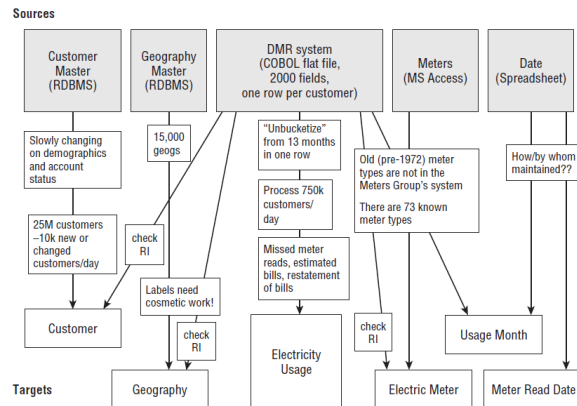 Sources
Customer
Master
(RDBMS)
Geography
Master
(RDBMS)
DMR system
(COBOL flat file,
2000 fields,
one row per customer)
Meters
(MS Access)
Date
(Spreadsheet)
Slowly changing
on demographics
and account
status
15,000
geogs
"Unbucketize"
from 13 months
in one row
Old (pre-1972) meter
types are not in the
Meters Group's system
There are 73 known
meter types
How/by whom
maintained??
Process 750k
customers/
day
25M customers
–10k new or
changed
customers/day
check
RI
Missed meter
reads, estimated
bills, restatement
of bills
Labels need
cosmetic work!
check
RI
check
RI
Customer
Electricity
Usage
Usage Month
Targets
Geography
Electric Meter
Meter Read Date